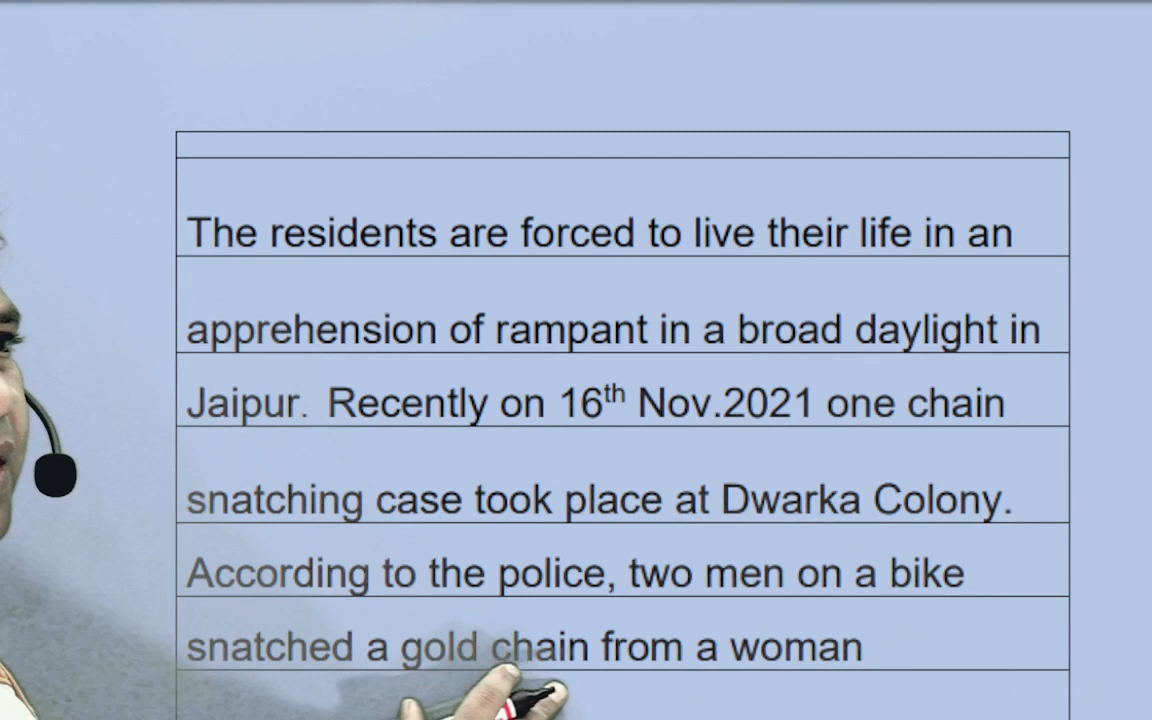 The residents are forced to live their life in an
apprehension of rampant in a broad daylight in
Jaipur. Recently on 16th Nov.2021 one chain
snatching case took place at Dwarka Colony.
According to the police, two men on a bike
snatched a gold chain from a woman